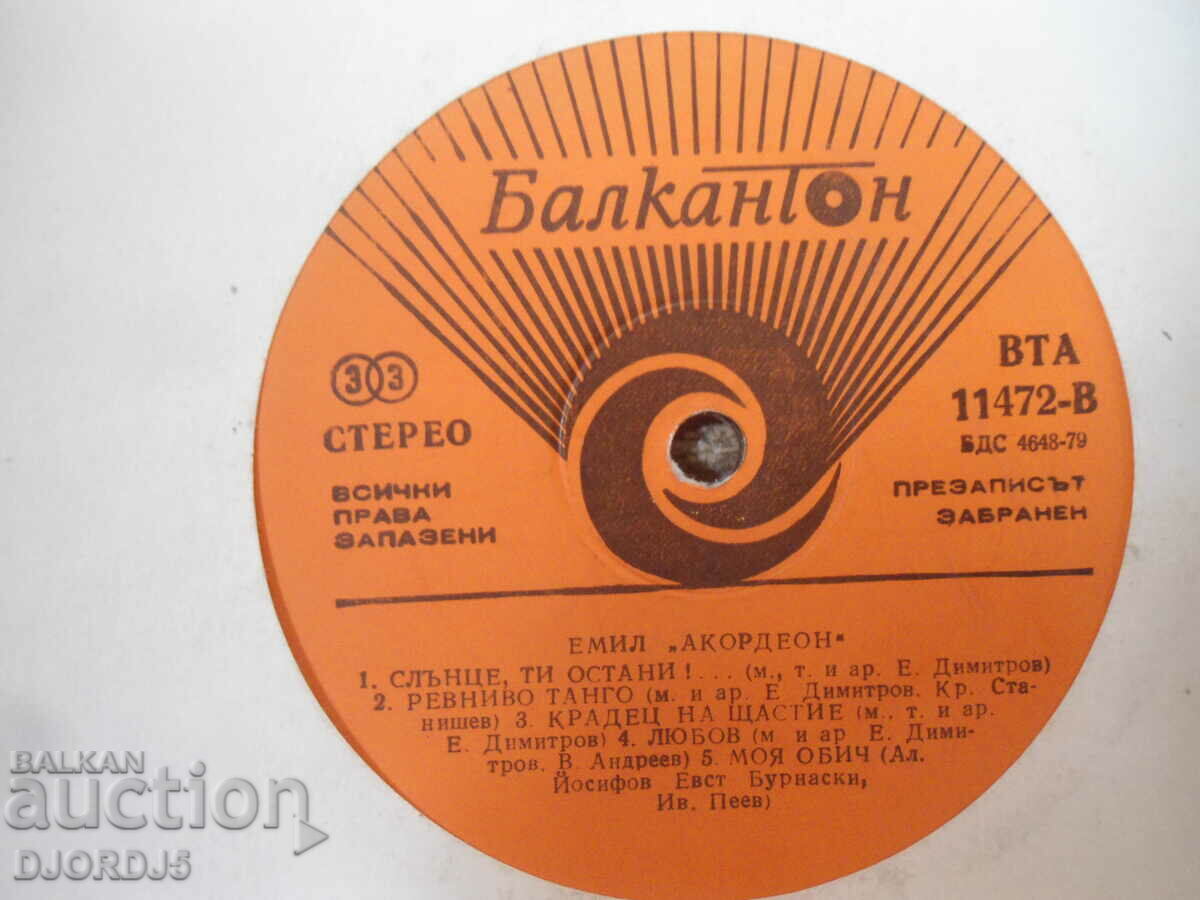 Балкантон
33
СТЕРЕО
ВСИЧКИ
ПРАВА
ЗАПАЗЕНИ
ВТА
11472-В
БДС 4648-79
ПРЕЗАПИСЪТ
ЗАБРАНЕН
ЕМИЛ „АКОРДЕОН"
1. СЛЪНЦЕ, ТИ ОСТАНИ!... (м., т. и ар. Е. Димитров)
2. РЕВНИВО ТАНГО (м. и ар. Е. Димитров, Кр. Ста-
нишев) 3. КРАДЕЦ НА ЩАСТИЕ (м., т. и ар.
Е. Димитров) 4. ЛЮБОВ (м. и ар Е. Дими-
тров, В. Андреев) 5. МОЯ ОБИЧ (Ал.
Йосифов Евст Бурнаски,
Ив. Пеев)
BALKAN
auction
DJORDJ5